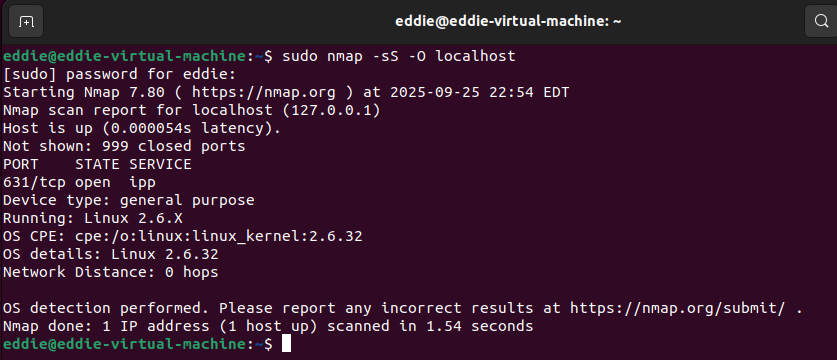 eddie@eddie-virtual-machine: ~
eddie@eddie-virtual-machine:~$ sudo nmap -sS -O localhost
[sudo] password for eddie:
Starting Nmap 7.80 ( https://nmap.org ) at 2025-09-25 22:54 EDT
Nmap scan report for localhost (127.0.0.1)
Host is up (0.000054s latency).
Not shown: 999 closed ports
PORT    STATE SERVICE
631/tcp open  ipp
Device type: general purpose
Running: Linux 2.6.X
OS CPE: cpe:/o:linux:linux_kernel:2.6.32
OS details: Linux 2.6.32
Network Distance: 0 hops

OS detection performed. Please report any incorrect results at https://nmap.org/submit/ .
Nmap done: 1 IP address (1 host up) scanned in 1.54 seconds
eddie@eddie-virtual-machine:~$